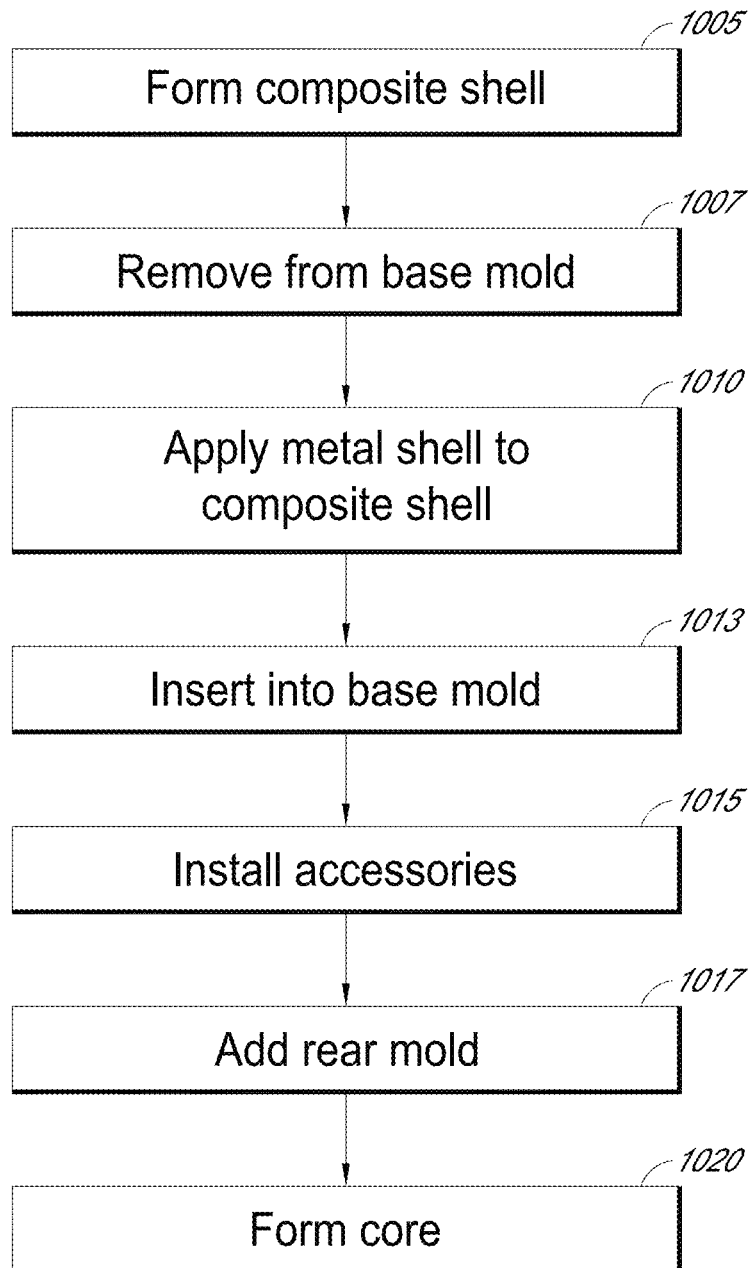 1005
Form composite shell
1007
Remove from base mold
1010
Apply metal shell to
composite shell
1013
Insert into base mold
1015
Install accessories
1017
Add rear mold
1020
Form core